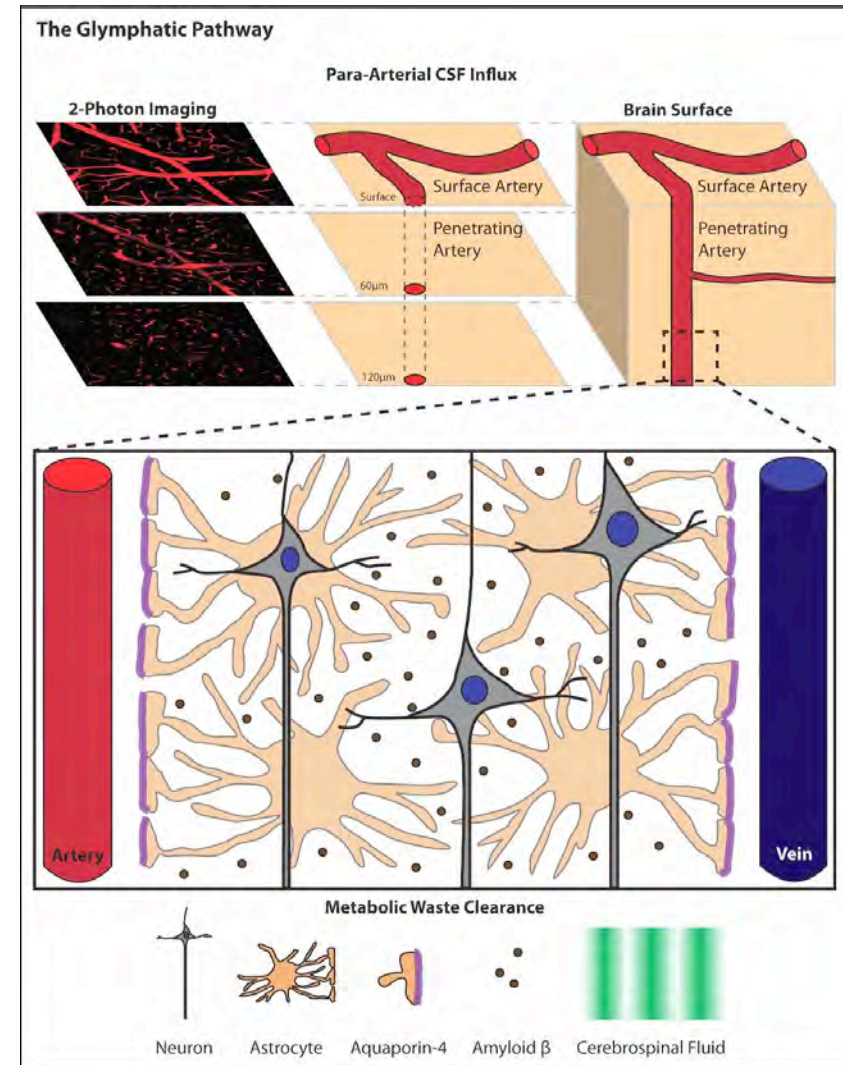 The Glymphatic Pathway
Para-Arterial CSF Influx
2-Photon Imaging
Brain Surface
Surface Artery
Surface
Penetrating
Artery
60µm
120µm
Surface Artery
Penetrating
Artery
Artery
Vein
Metabolic Waste Clearance
Neuron
Astrocyte
Aquaporin-4
Amyloid β
Cerebrospinal Fluid